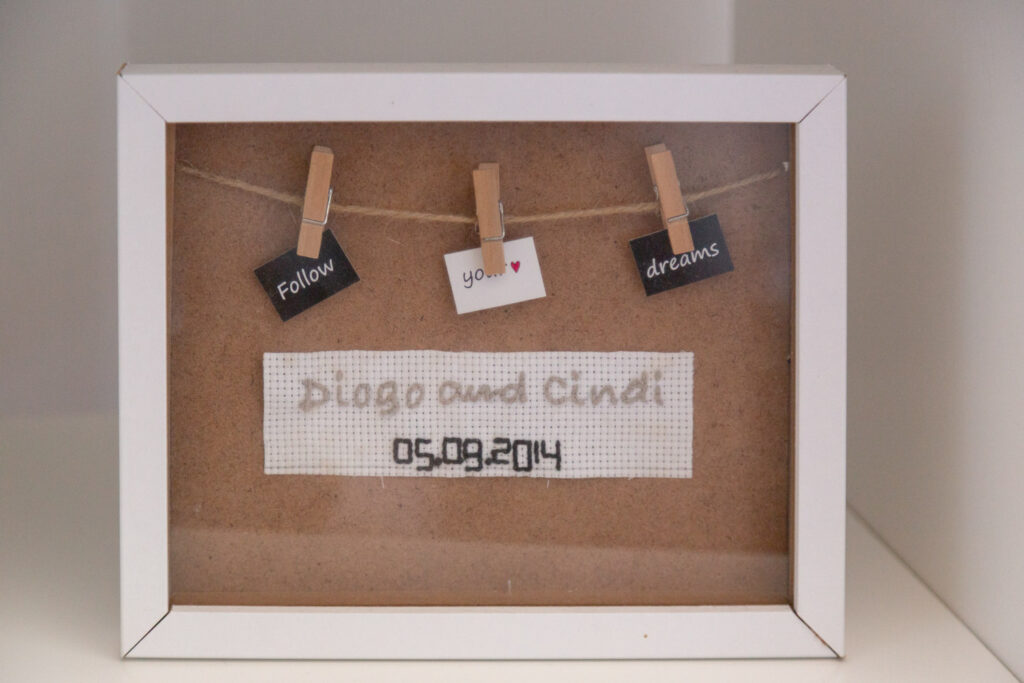 Follow
your♥
dreams
Diogo and Cindi
05.09.2014